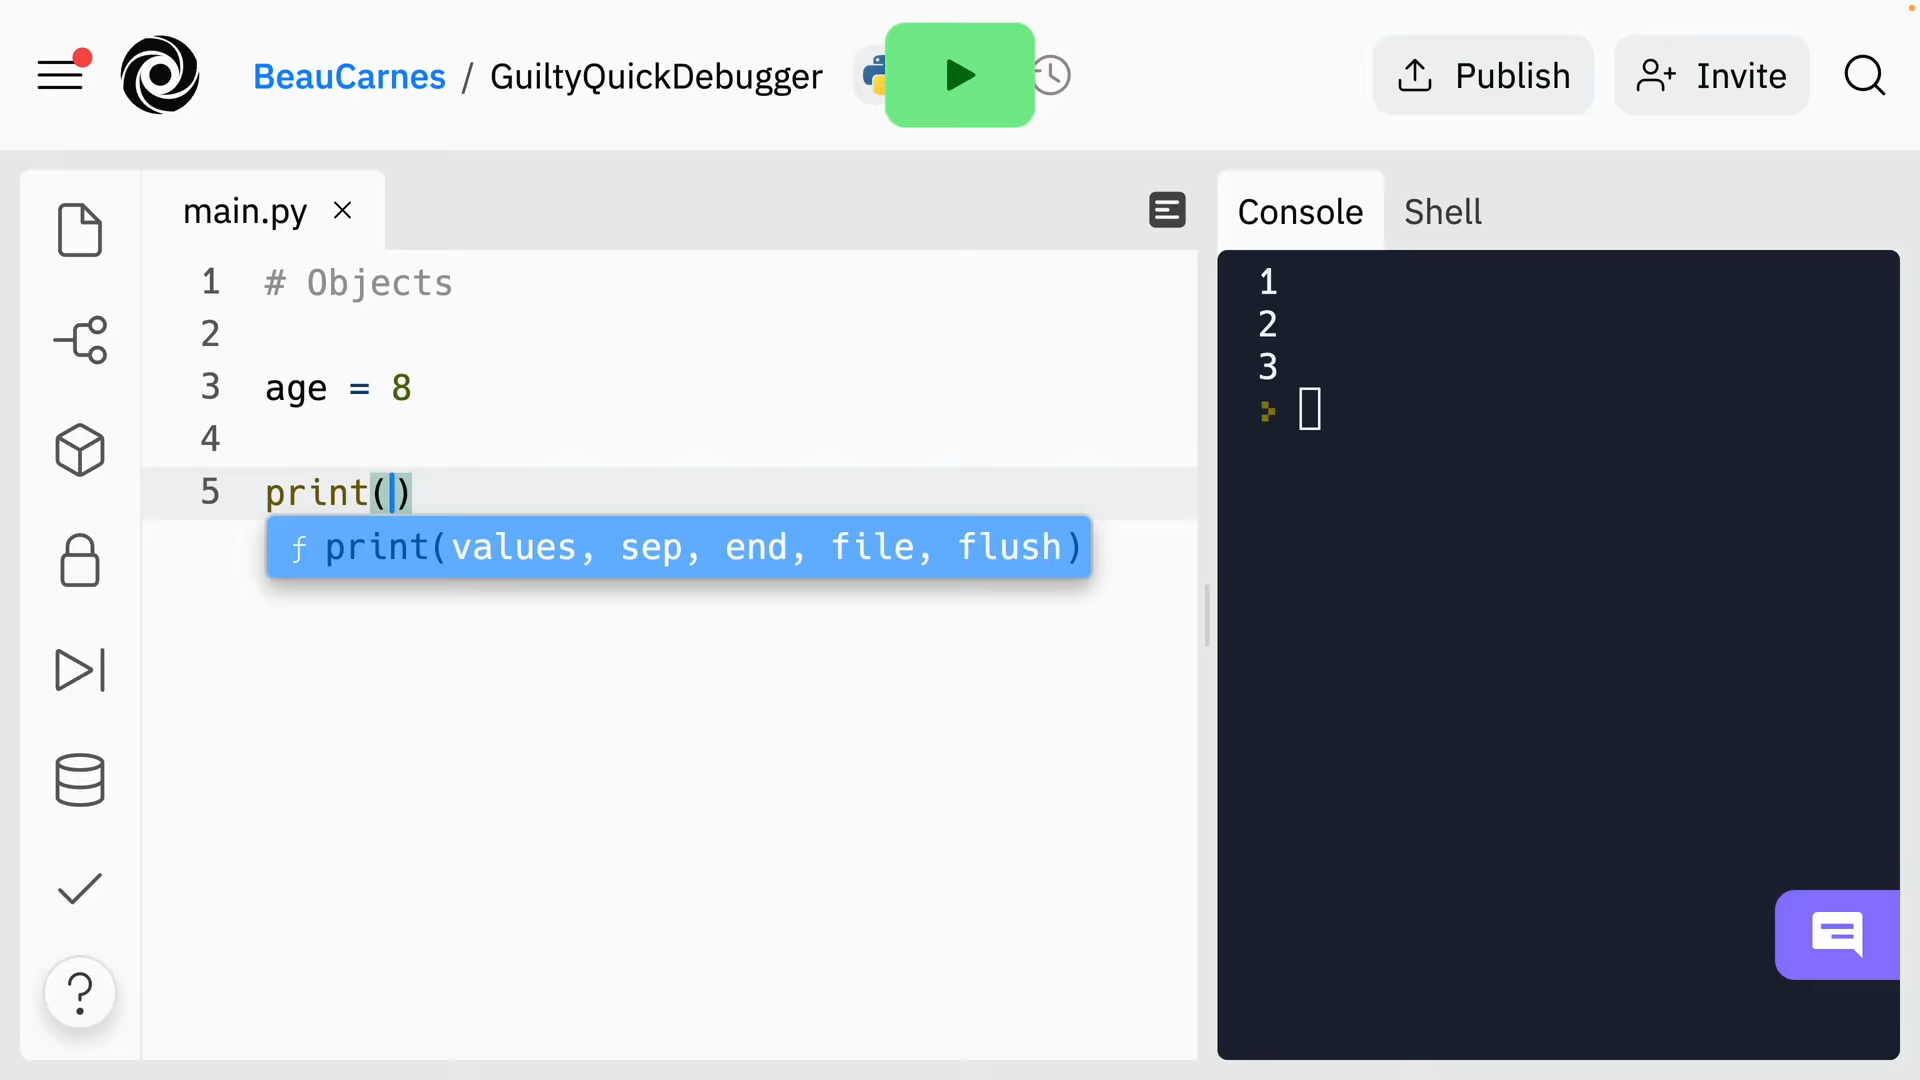 BeauCarnes / GuiltyQuickDebugger
Publish
Invite
main.py
Console
Shell
1 # Objects
2
3 age = 8
4
5 print()
ƒ print(values, sep, end, file, flush)
1
2
3
?